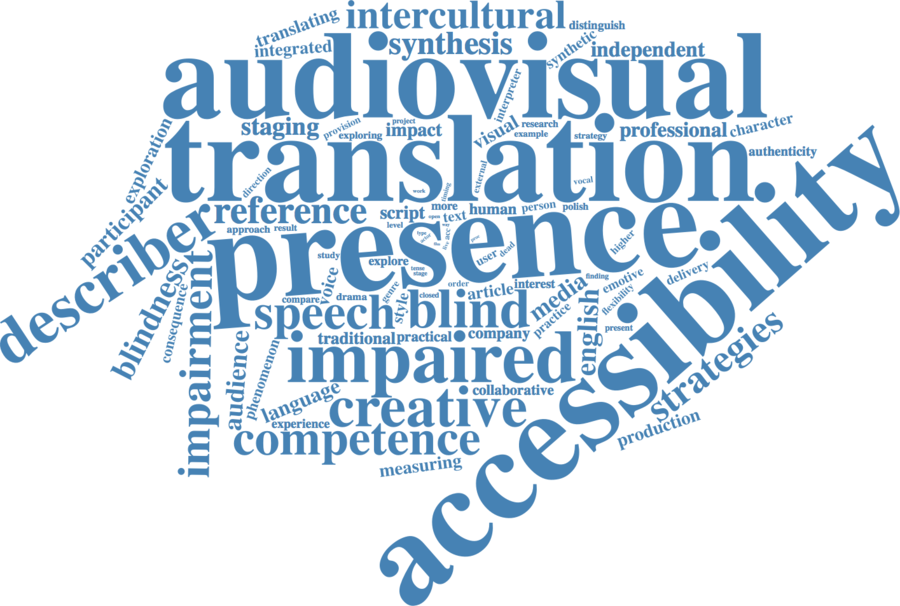 intercultural
distinguish
translating
integrated
synthesis
synthetic
independent
audiovisual
interpreter
staging
provision
project
exploring
impact
visual
research
example
strategy
professional
character
translation
authenticity
exploration
direction
external
vocal
work
timing
participant
reference
script
level
more
open
text
human
person
polish
approach
result
presence
higher
describer
study
explore
type
user
dead
tense
stage
finding
emotive
delivery
blindness
consequence
impairment
voice
compare
drama
genre
style
closed
order
article
interest
media
practice
english
flexibility
present
speech
blind
traditional
practical
company
accessibility
strategies
audience
phenomenon
impaired
collaborative
language
experience
creative
production
competence
measuring